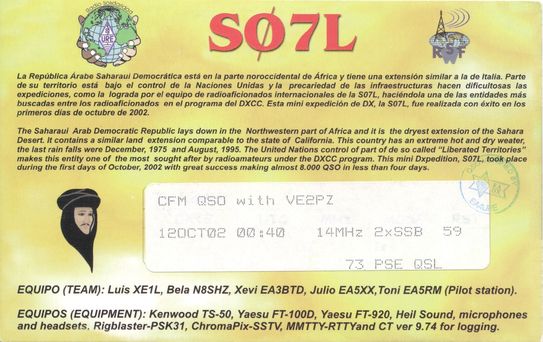 Radio Solidaridad
URE
SØ7L
RSF
WF
La República Árabe Saharaui Democrática está en la parte noroccidental de África y tiene una extensión similar a la de Italia. Parte
de su territorio está bajo el control de la Naciones Unidas y la precariedad de las infraestructuras hacen dificultosas las
expediciones, como la lograda por el equipo de radioaficionados internacionales de la S07L, haciéndola una de las entidades más
buscadas entre los radioaficionados en el programa del DXCC. Esta mini expedición de DX, la S07L, fue realizada con éxito en los
primeros días de octubre de 2002.
The Saharaui Arab Democratic Republic lays down in the Northwestern part of Africa and it is the dryest extension of the Sahara
Desert. It contains a similar land extension comparable to the state of California. This country has an extreme hot and dry weater,
the last rain falls were December, 1975 and August, 1995. The United Nations control of part of de so called "Liberated Territories"
makes this entity one of the most sought after by radioamateurs under the DXCC program. This mini Dxpedition, S07L, took place
during the first days of October, 2002 with great success making almost 8.000 QSO in less than four days.
CFM QSO with VE2PZ
12OCT02 00:40 14MHz 2xSSB 59
73 PSE QSL
EQUIPO (TEAM): Luis XE1L, Bela N8SHZ, Xevi EA3BTD, Julio EA5XX,Toni EA5RM (Pilot station).
EQUIPOS (EQUIPMENT): Kenwood TS-50, Yaesu FT-100D, Yaesu FT-920, Heil Sound, microphones
and headsets. Rigblaster-PSK31, ChromaPix-SSTV, MMTTY-RTTYand CT ver 9.74 for logging.